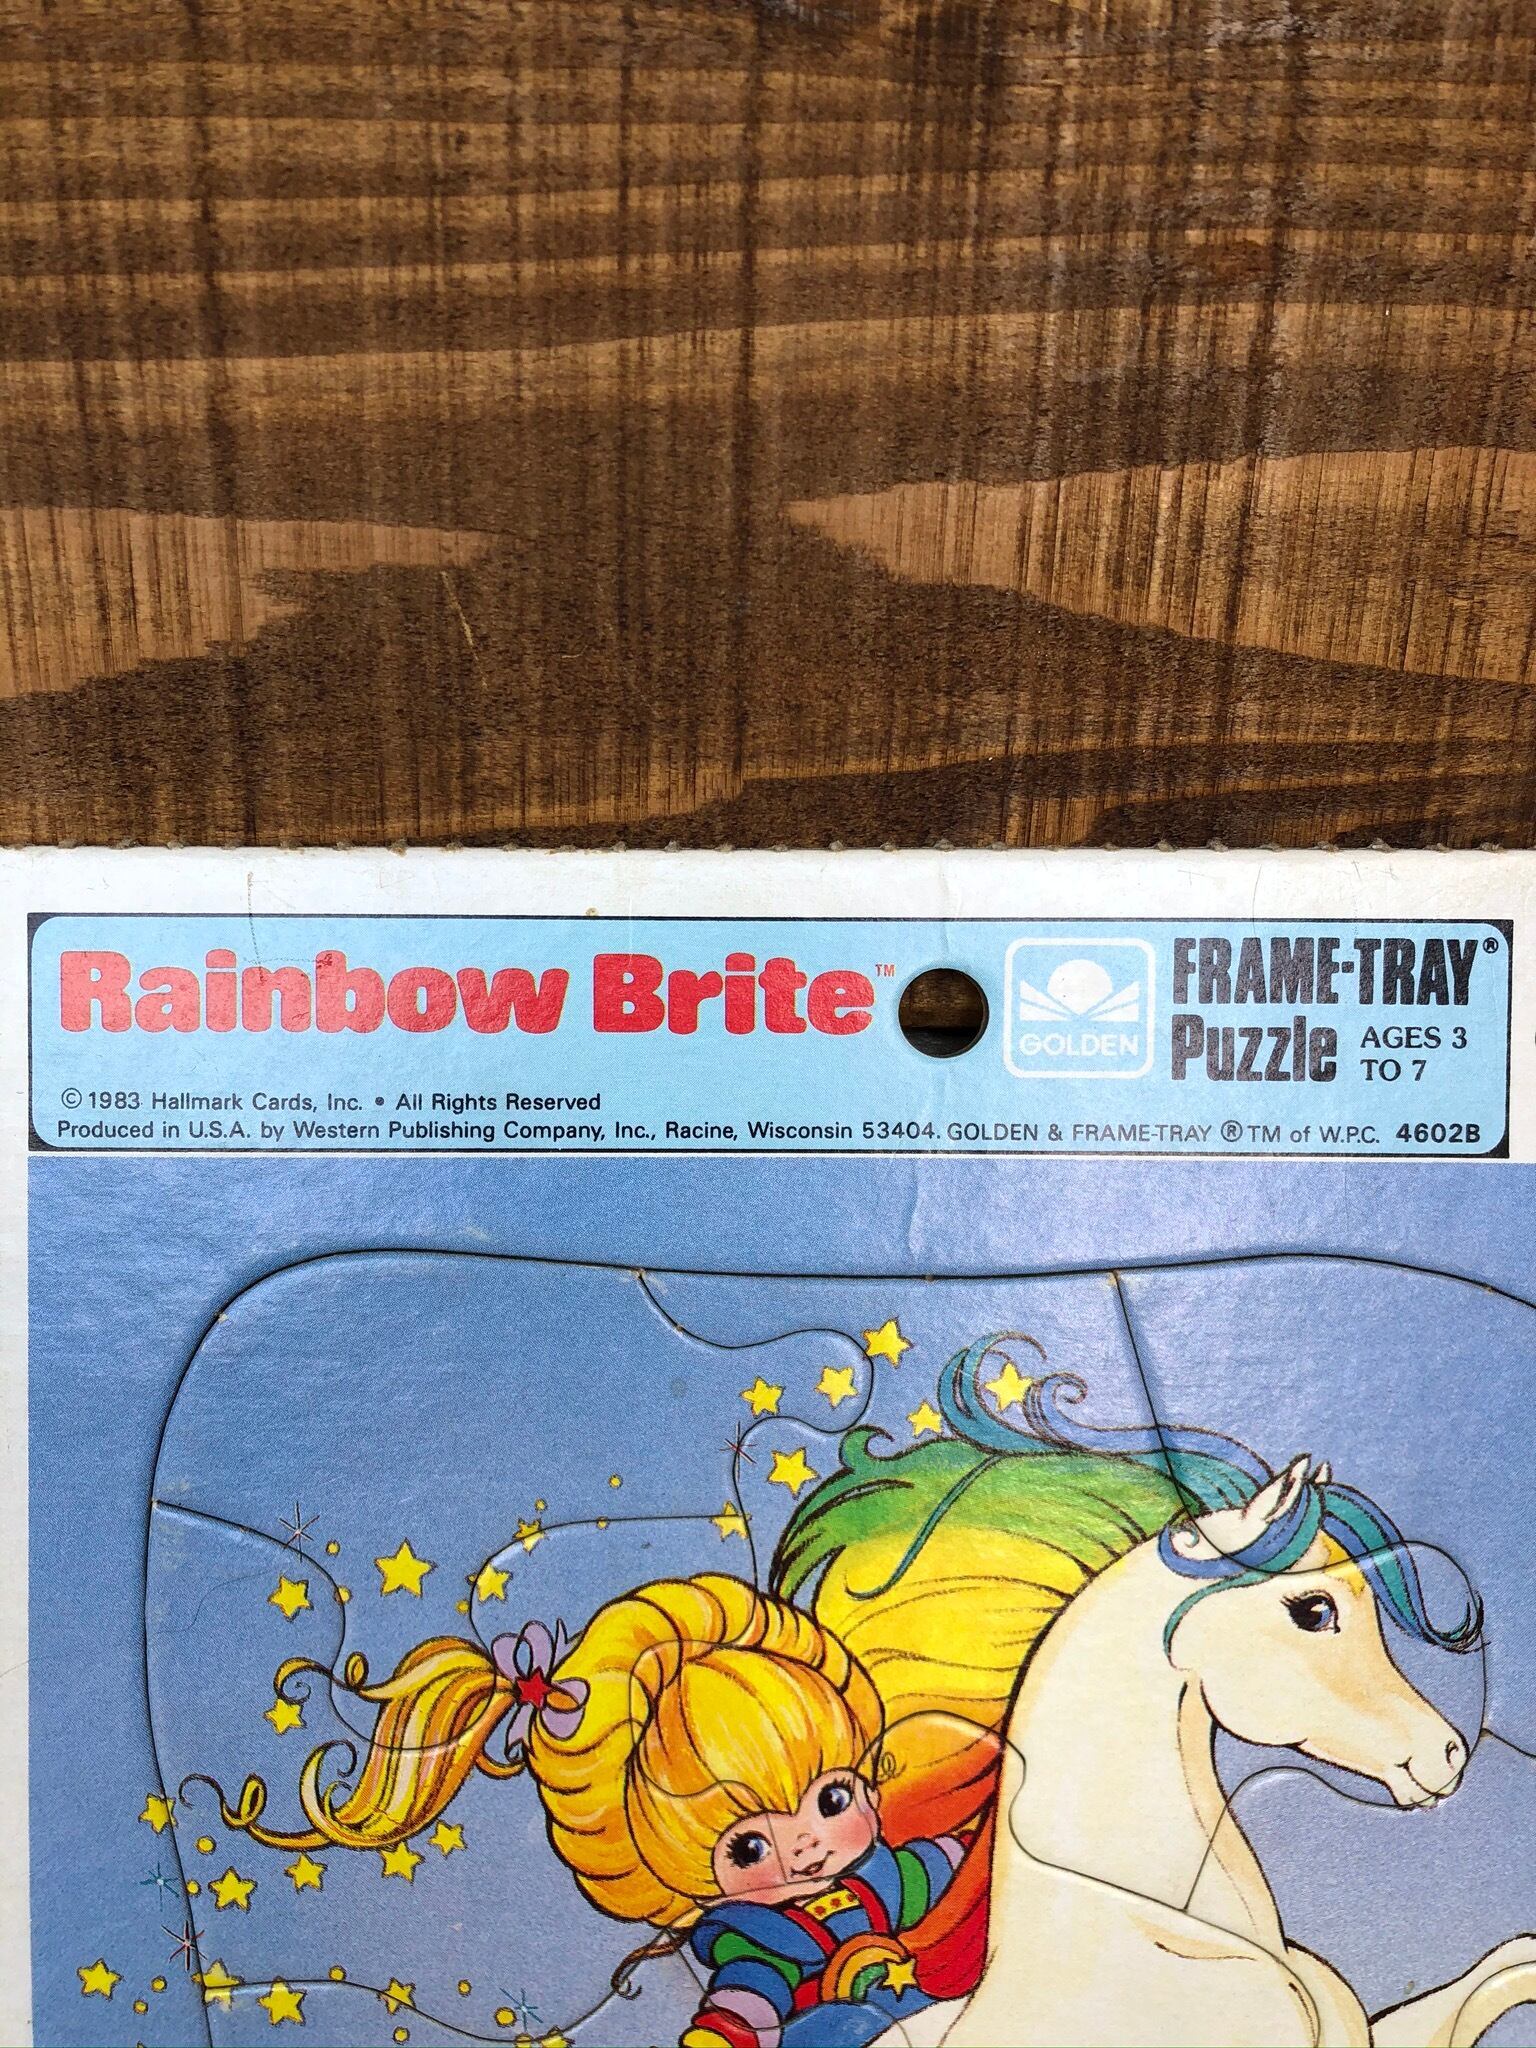 Rainbow Brite™
GOLDEN
FRAME-TRAY®
Puzzle
AGES 3
TO 7
© 1983 Hallmark Cards, Inc. • All Rights Reserved
Produced in U.S.A. by Western Publishing Company, Inc., Racine, Wisconsin 53404. GOLDEN & FRAME-TRAY ® TM of W.P.C. 4602B